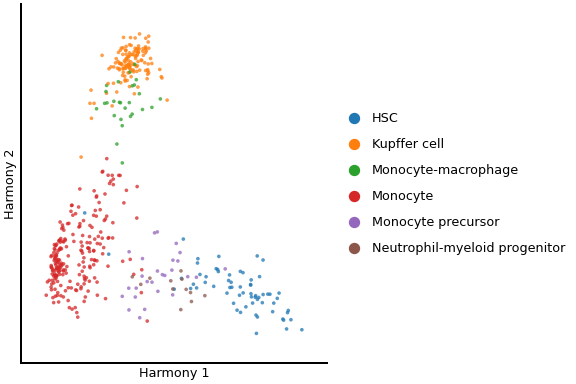 HSC
Kupffer cell
Monocyte-macrophage
Monocyte
Monocyte precursor
Neutrophil-myeloid progenitor
Harmony 2
Harmony 1